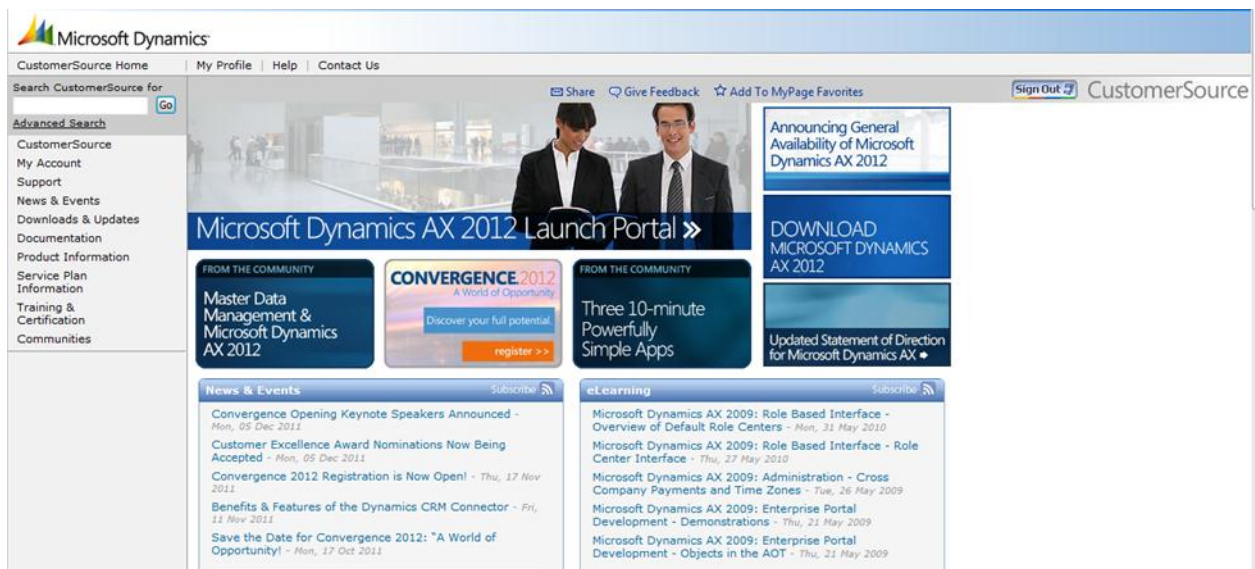 Microsoft Dynamics
CustomerSource Home | My Profile | Help | Contact Us
Search CustomerSource for
Go
Advanced Search
CustomerSource
My Account
Support
News & Events
Downloads & Updates
Documentation
Product Information
Service Plan
Information
Training &
Certification
Communities
Share Give Feedback Add To MyPage Favorites
Sign Out CustomerSource
Microsoft Dynamics AX 2012 Launch Portal »
Announcing General
Availability of Microsoft
Dynamics AX 2012
DOWNLOAD
MICROSOFT DYNAMICS
AX 2012
Updated Statement of Direction
for Microsoft Dynamics AX
FROM THE COMMUNITY
Master Data
Management &
Microsoft Dynamics
AX 2012
CONVERGENCE.2012
A World of Opportunity
Discover your full potential.
register >>
FROM THE COMMUNITY
Three 10-minute
Powerfully
Simple Apps
News & Events Subscribe
Convergence Opening Keynote Speakers Announced -
Mon, 05 Dec 2011
Customer Excellence Award Nominations Now Being
Accepted - Mon, 05 Dec 2011
Convergence 2012 Registration is Now Open! - Thu, 17 Nov
2011
Benefits & Features of the Dynamics CRM Connector - Fri,
11 Nov 2011
Save the Date for Convergence 2012: "A World of
Opportunity! - Mon, 17 Oct 2011
eLearning Subscribe
Microsoft Dynamics AX 2009: Role Based Interface -
Overview of Default Role Centers - Mon, 31 May 2010
Microsoft Dynamics AX 2009: Role Based Interface - Role
Center Interface - Thu, 27 May 2010
Microsoft Dynamics AX 2009: Administration - Cross
Company Payments and Time Zones - Tue, 26 May 2009
Microsoft Dynamics AX 2009: Enterprise Portal
Development - Demonstrations - Thu, 21 May 2009
Microsoft Dynamics AX 2009: Enterprise Portal
Development - Objects in the AOT - Thu, 21 May 2009